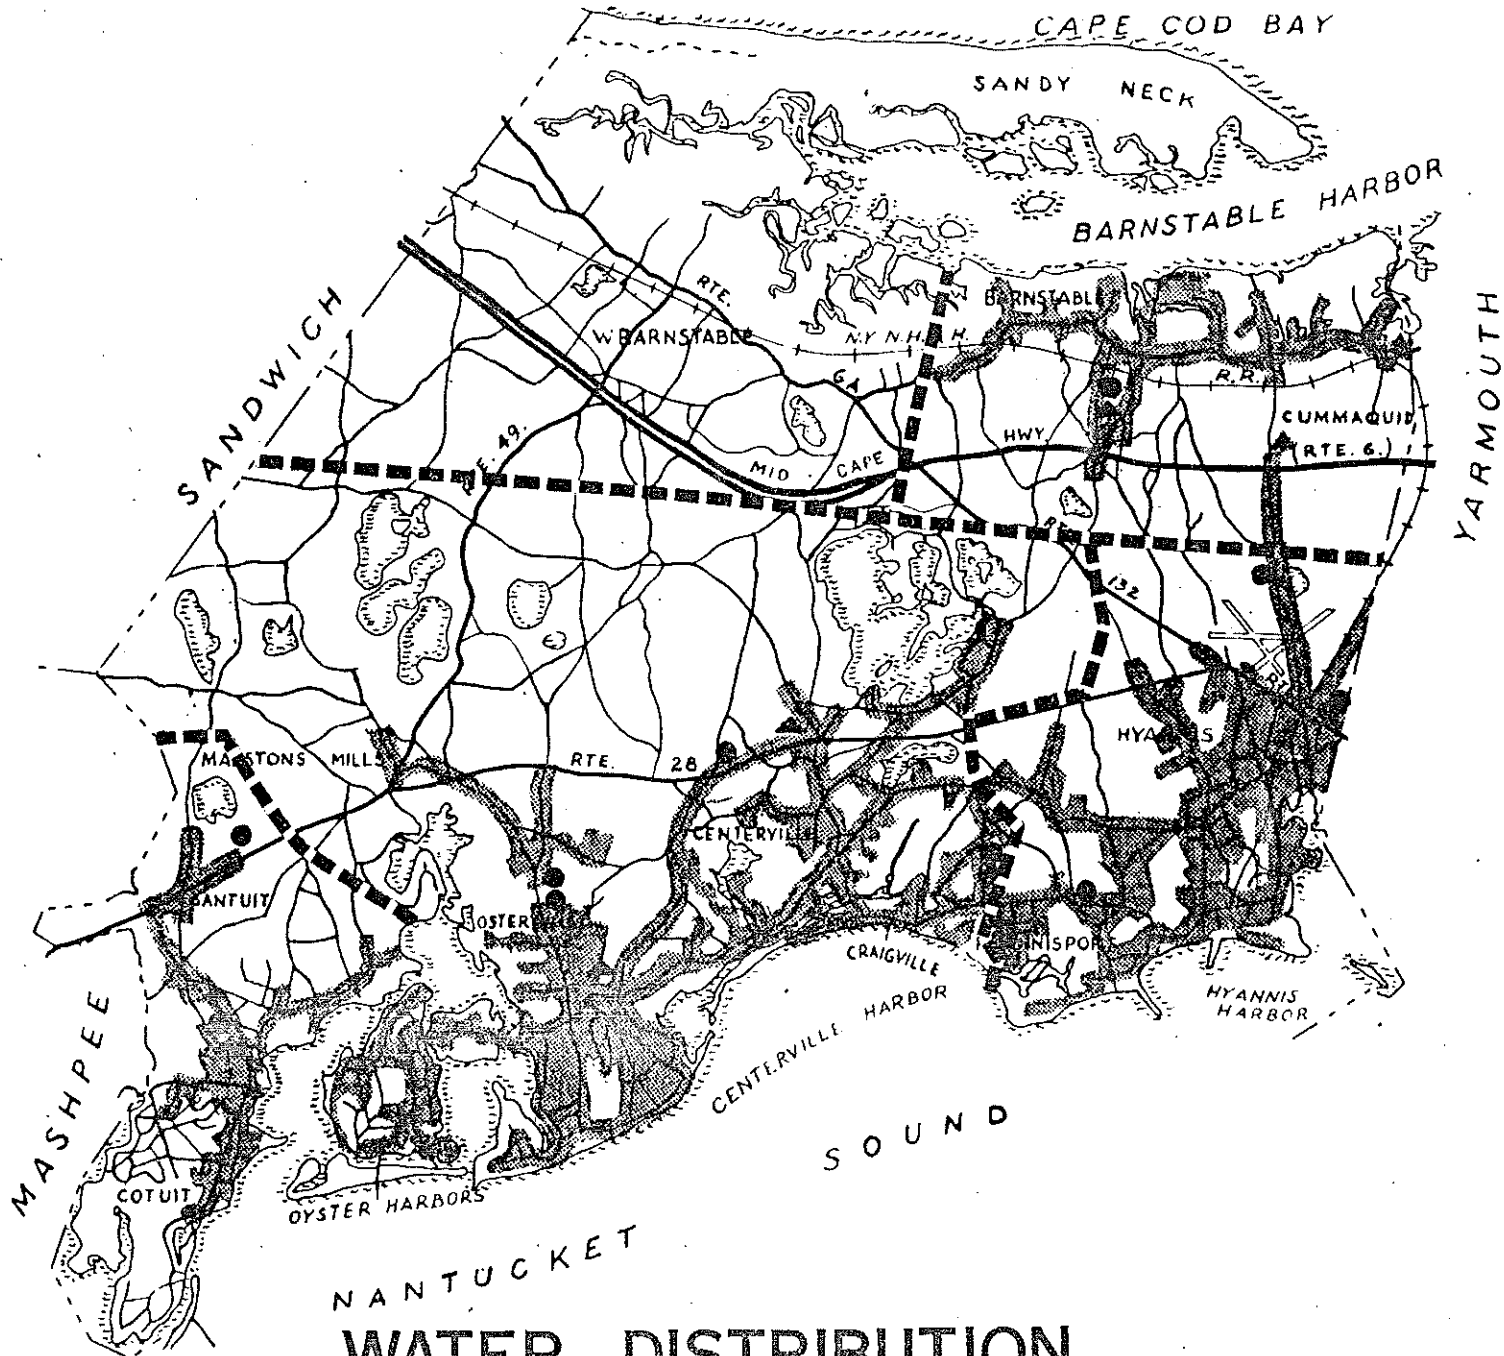 CAPE COD BAY
SANDY NECK
BARNSTABLE HARBOR
SANDWICH
YARMOUTH
RTE.
W. BARNSTABLE
BARNSTABLE
N.Y. N.H. & H.
R.R.
6A
CUMMAQUID
(RTE. 6.)
HWY.
MID - CAPE
RTE. 49.
132
HYANNIS
MARSTONS MILLS
RTE. 28
CENTERVILLE
SANTUIT
OSTERVILLE
HYANNISPORT
CRAIGVILLE
HYANNIS
HARBOR
CENTERVILLE HARBOR
MASHPEE
COTUIT
OYSTER HARBORS
NANTUCKET SOUND
WATER DISTRIBUTION